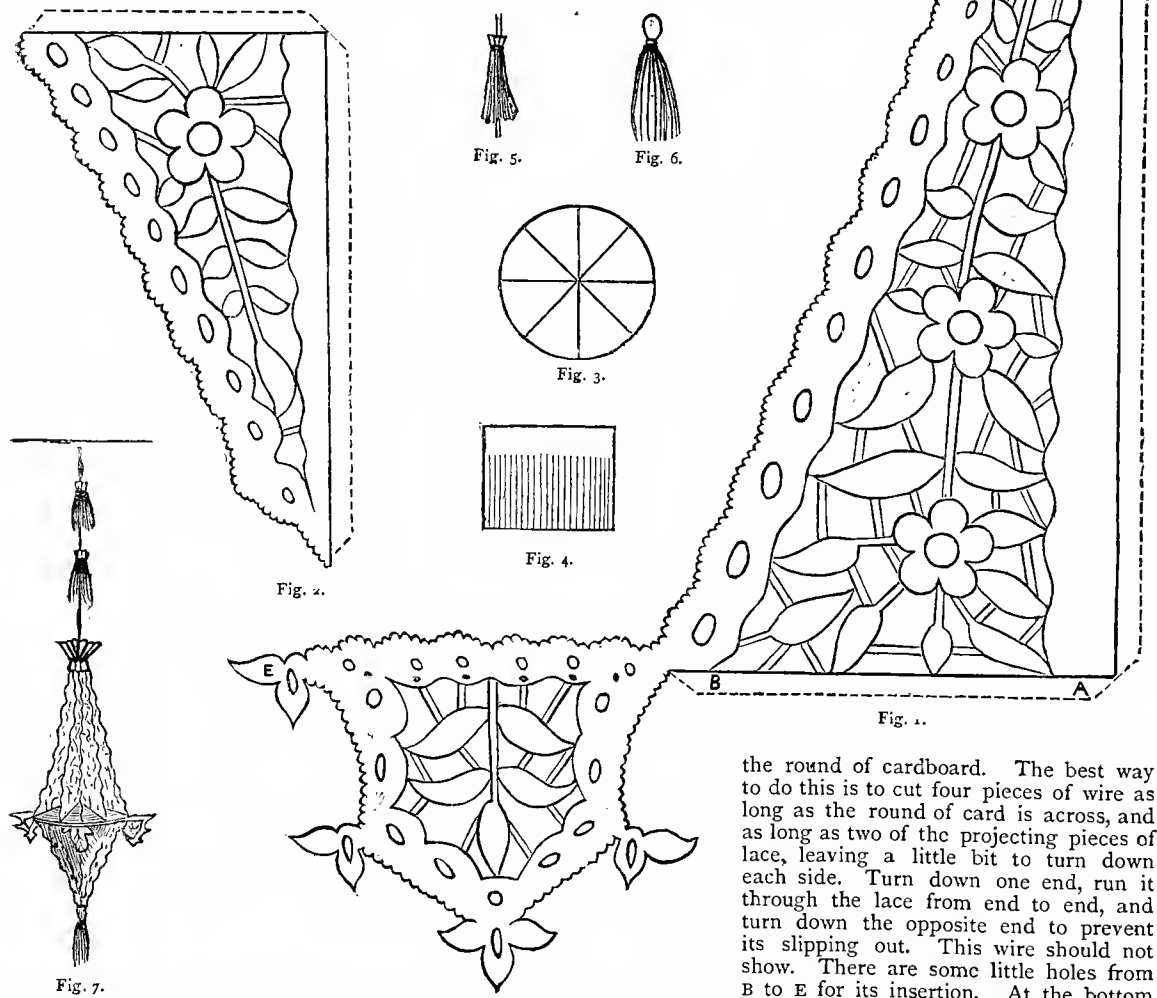 Fig. 5.
Fig. 6.
Fig. 3.
Fig. 4.
Fig. 2.
E
B
A
Fig. 1.
Fig. 7.
the round of cardboard. The best way
to do this is to cut four pieces of wire as
long as the round of card is across, and
as long as two of the projecting pieces of
lace, leaving a little bit to turn down
each side. Turn down one end, run it
through the lace from end to end, and
turn down the opposite end to prevent
its slipping out. This wire should not
show. There are some little holes from
B to E for its insertion. At the bottom